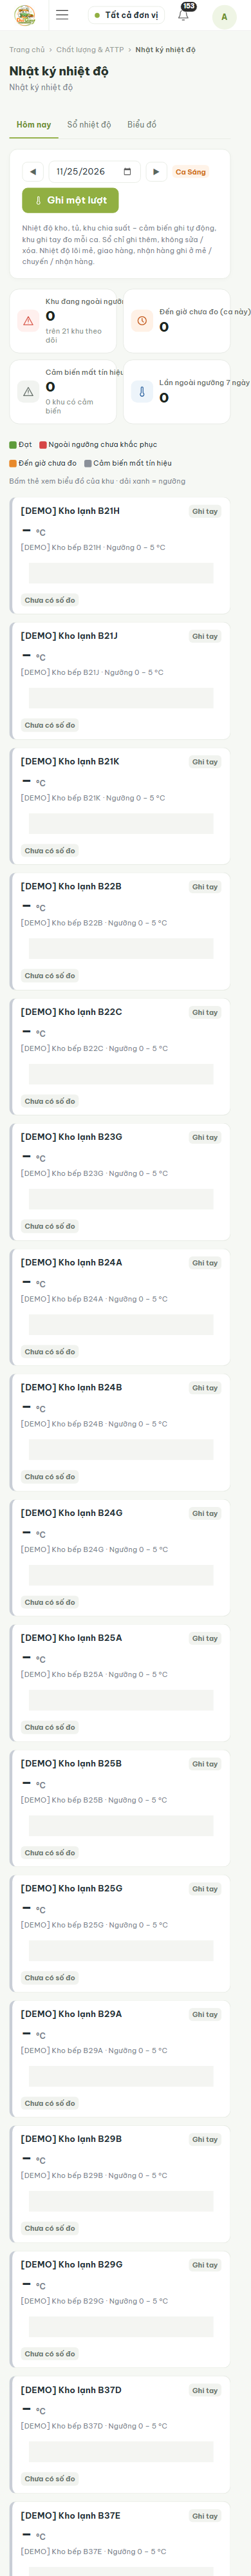 Tất cả đơn vị
153
A
Trang chủ > Chất lượng & ATTP > Nhật ký nhiệt độ
Nhật ký nhiệt độ
Nhật ký nhiệt độ
Hôm nay Sổ nhiệt độ Biểu đồ
11/25/2026 Ca Sáng
Ghi một lượt
Nhiệt độ kho, tủ, khu chia suất – cảm biến ghi tự động,
khu ghi tay đo mỗi ca. Sổ chỉ ghi thêm, không sửa /
xóa. Nhiệt độ lõi mẻ, giao hàng, nhận hàng ghi ở mẻ /
chuyến / nhận hàng.
Khu đang ngoài ngưỡn
0
trên 21 khu theo
dõi
Đến giờ chưa đo (ca này)
0
Cảm biến mất tín hiệu
0
0 khu có cảm
biến
Lần ngoài ngưỡng 7 ngày
0
Đạt Ngoài ngưỡng chưa khắc phục
Đến giờ chưa đo Cảm biến mất tín hiệu
Bấm thẻ xem biểu đồ của khu · dải xanh = ngưỡng
[DEMO] Kho lạnh B21H Ghi tay
– °C
[DEMO] Kho bếp B21H · Ngưỡng 0 – 5 °C
Chưa có số đo
[DEMO] Kho lạnh B21J Ghi tay
– °C
[DEMO] Kho bếp B21J · Ngưỡng 0 – 5 °C
Chưa có số đo
[DEMO] Kho lạnh B21K Ghi tay
– °C
[DEMO] Kho bếp B21K · Ngưỡng 0 – 5 °C
Chưa có số đo
[DEMO] Kho lạnh B22B Ghi tay
– °C
[DEMO] Kho bếp B22B · Ngưỡng 0 – 5 °C
Chưa có số đo
[DEMO] Kho lạnh B22C Ghi tay
– °C
[DEMO] Kho bếp B22C · Ngưỡng 0 – 5 °C
Chưa có số đo
[DEMO] Kho lạnh B23G Ghi tay
– °C
[DEMO] Kho bếp B23G · Ngưỡng 0 – 5 °C
Chưa có số đo
[DEMO] Kho lạnh B24A Ghi tay
– °C
[DEMO] Kho bếp B24A · Ngưỡng 0 – 5 °C
Chưa có số đo
[DEMO] Kho lạnh B24B Ghi tay
– °C
[DEMO] Kho bếp B24B · Ngưỡng 0 – 5 °C
Chưa có số đo
[DEMO] Kho lạnh B24G Ghi tay
– °C
[DEMO] Kho bếp B24G · Ngưỡng 0 – 5 °C
Chưa có số đo
[DEMO] Kho lạnh B25A Ghi tay
– °C
[DEMO] Kho bếp B25A · Ngưỡng 0 – 5 °C
Chưa có số đo
[DEMO] Kho lạnh B25B Ghi tay
– °C
[DEMO] Kho bếp B25B · Ngưỡng 0 – 5 °C
Chưa có số đo
[DEMO] Kho lạnh B25G Ghi tay
– °C
[DEMO] Kho bếp B25G · Ngưỡng 0 – 5 °C
Chưa có số đo
[DEMO] Kho lạnh B29A Ghi tay
– °C
[DEMO] Kho bếp B29A · Ngưỡng 0 – 5 °C
Chưa có số đo
[DEMO] Kho lạnh B29B Ghi tay
– °C
[DEMO] Kho bếp B29B · Ngưỡng 0 – 5 °C
Chưa có số đo
[DEMO] Kho lạnh B29G Ghi tay
– °C
[DEMO] Kho bếp B29G · Ngưỡng 0 – 5 °C
Chưa có số đo
[DEMO] Kho lạnh B37D Ghi tay
– °C
[DEMO] Kho bếp B37D · Ngưỡng 0 – 5 °C
Chưa có số đo
[DEMO] Kho lạnh B37E Ghi tay
– °C
[DEMO] Kho bếp B37E · Ngưỡng 0 – 5 °C